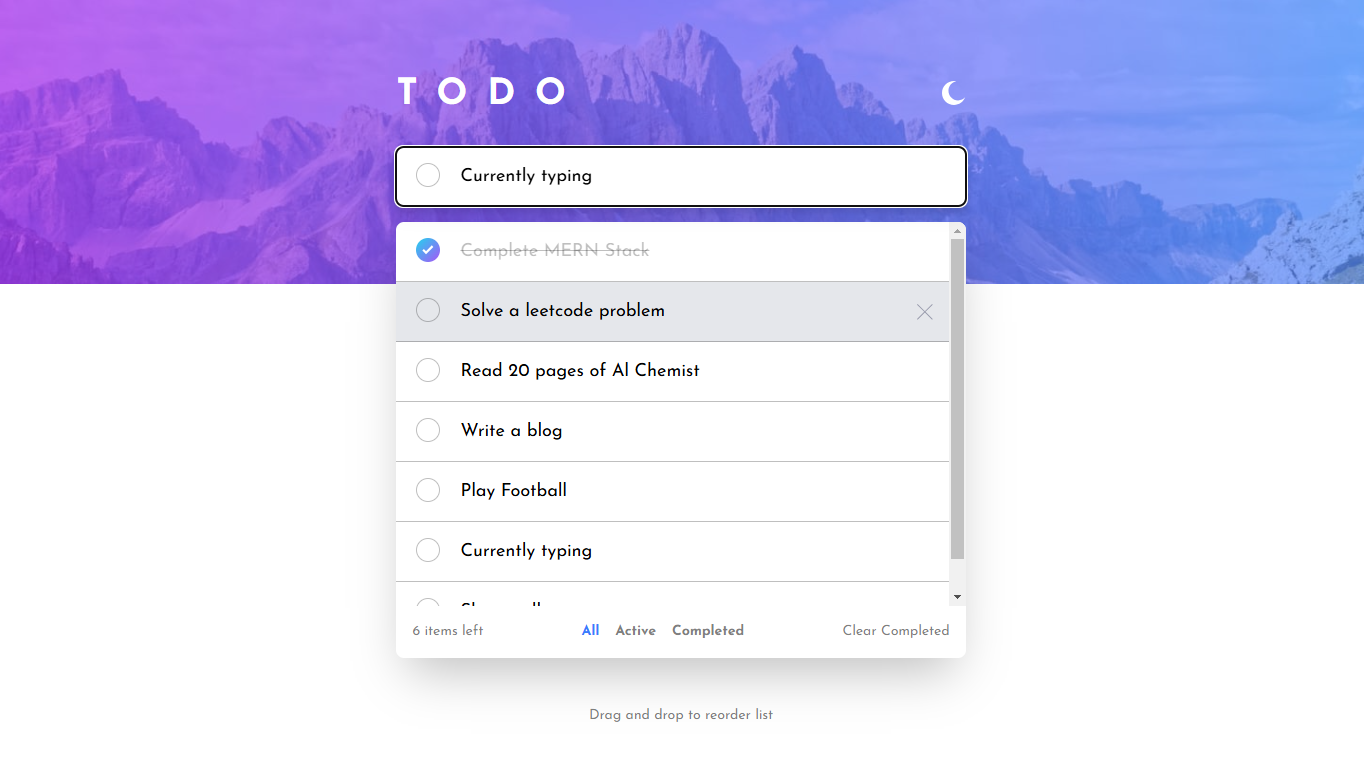 TODO
Currently typing
Complete MERN Stack
Solve a leetcode problem
Read 20 pages of Al Chemist
Write a blog
Play Football
Currently typing
6 items left All Active Completed Clear Completed
Drag and drop to reorder list